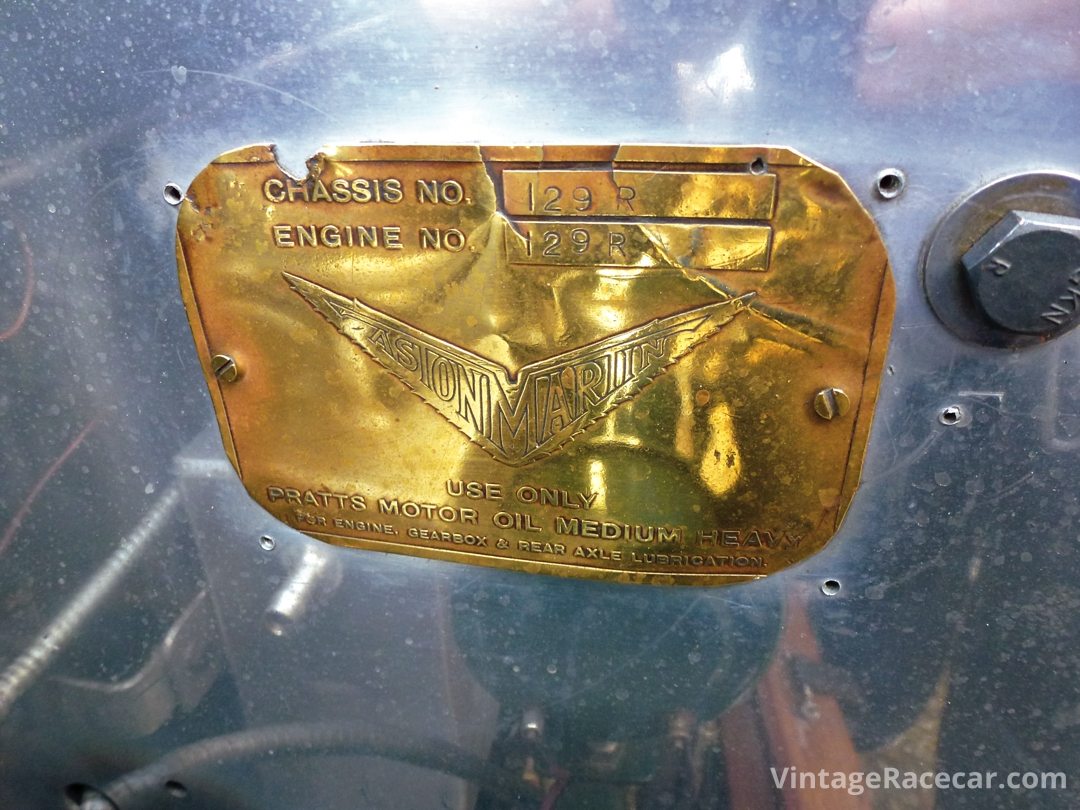 CHASSIS NO. 129 R
ENGINE NO. 129 R
ASTON MARTIN
USE ONLY
PRATTS MOTOR OIL MEDIUM HEAVY
FOR ENGINE, GEARBOX & REAR AXLE LUBRICATION.
R
GKN
VintageRacecar.com